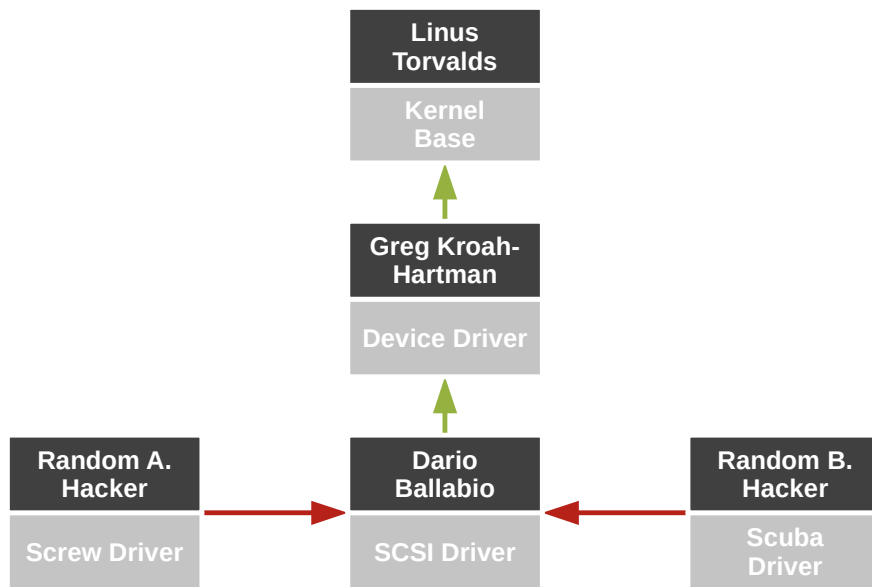 Linus
Torvalds
Kernel
Base
Greg Kroah-
Hartman
Device Driver
Random A.
Hacker
Screw Driver
Dario
Ballabio
SCSI Driver
Random B.
Hacker
Scuba
Driver